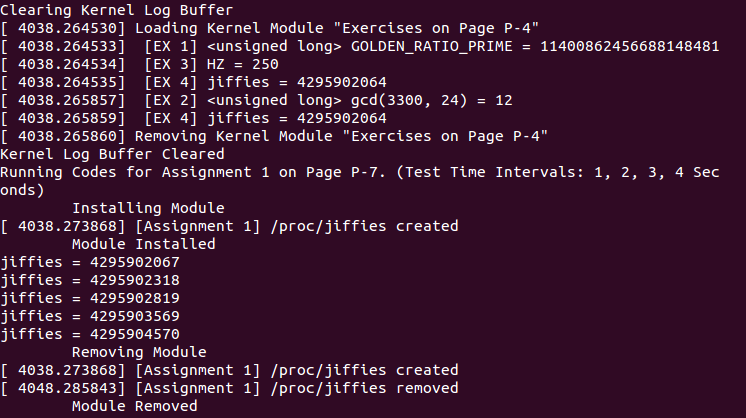 Clearing Kernel Log Buffer
[ 4038.264530] Loading Kernel Module "Exercises on Page P-4"
[ 4038.264533]  [EX 1] <unsigned long> GOLDEN_RATIO_PRIME = 11400862456688148481
[ 4038.264534]  [EX 3] HZ = 250
[ 4038.264535]  [EX 4] jiffies = 4295902064
[ 4038.265857]  [EX 2] <unsigned long> gcd(3300, 24) = 12
[ 4038.265859]  [EX 4] jiffies = 4295902064
[ 4038.265860] Removing Kernel Module "Exercises on Page P-4"
Kernel Log Buffer Cleared
Running Codes for Assignment 1 on Page P-7. (Test Time Intervals: 1, 2, 3, 4 Sec
onds)
        Installing Module
[ 4038.273868] [Assignment 1] /proc/jiffies created
        Module Installed
jiffies = 4295902067
jiffies = 4295902318
jiffies = 4295902819
jiffies = 4295903569
jiffies = 4295904570
        Removing Module
[ 4038.273868] [Assignment 1] /proc/jiffies created
[ 4048.285843] [Assignment 1] /proc/jiffies removed
        Module Removed